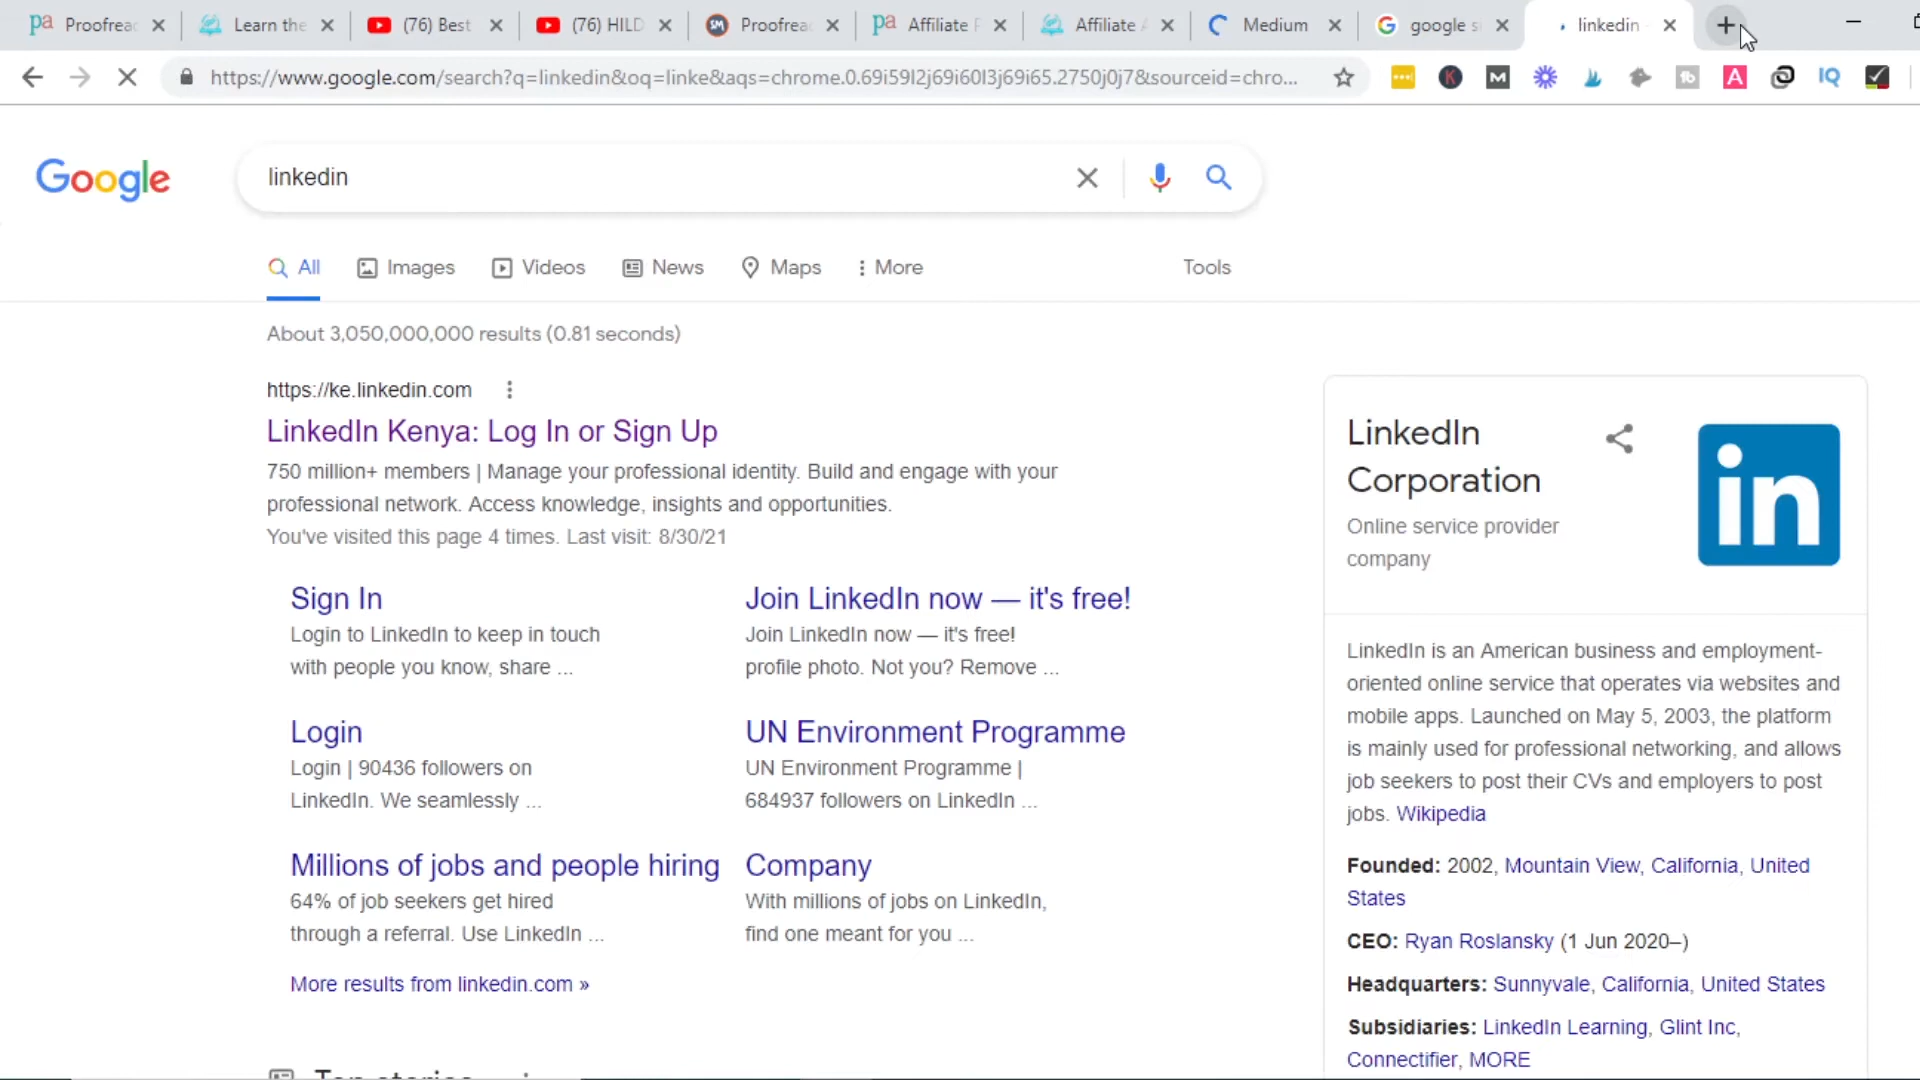 Proofread
Learn the
(76) Best
(76) HILD
Proofread
Affiliate P
Affiliate
Medium
google s
linkedin
https://www.google.com/search?q=linkedin&oq=linke&aqs=chrome.0.69i59l2j69i60l3j69i65.2750j0j7&sourceid=chro...
Google
linkedin
All
Images
Videos
News
Maps
More
Tools
About 3,050,000,000 results (0.81 seconds)
https://ke.linkedin.com
LinkedIn Kenya: Log In or Sign Up
750 million+ members | Manage your professional identity. Build and engage with your
professional network. Access knowledge, insights and opportunities.
You've visited this page 4 times. Last visit: 8/30/21
Sign In
Login to LinkedIn to keep in touch
with people you know, share ...
Join LinkedIn now — it's free!
Join LinkedIn now — it's free!
profile photo. Not you? Remove ...
Login
Login | 90436 followers on
LinkedIn. We seamlessly ...
UN Environment Programme
UN Environment Programme |
684937 followers on LinkedIn ...
Millions of jobs and people hiring
64% of job seekers get hired
through a referral. Use LinkedIn ...
Company
With millions of jobs on LinkedIn,
find one meant for you ...
More results from linkedin.com »
Top stories
LinkedIn
Corporation
Online service provider
company
in
LinkedIn is an American business and employment-
oriented online service that operates via websites and
mobile apps. Launched on May 5, 2003, the platform
is mainly used for professional networking, and allows
job seekers to post their CVs and employers to post
jobs. Wikipedia
Founded: 2002, Mountain View, California, United
States
CEO: Ryan Roslansky (1 Jun 2020–)
Headquarters: Sunnyvale, California, United States
Subsidiaries: LinkedIn Learning, Glint Inc,
Connectifier, MORE